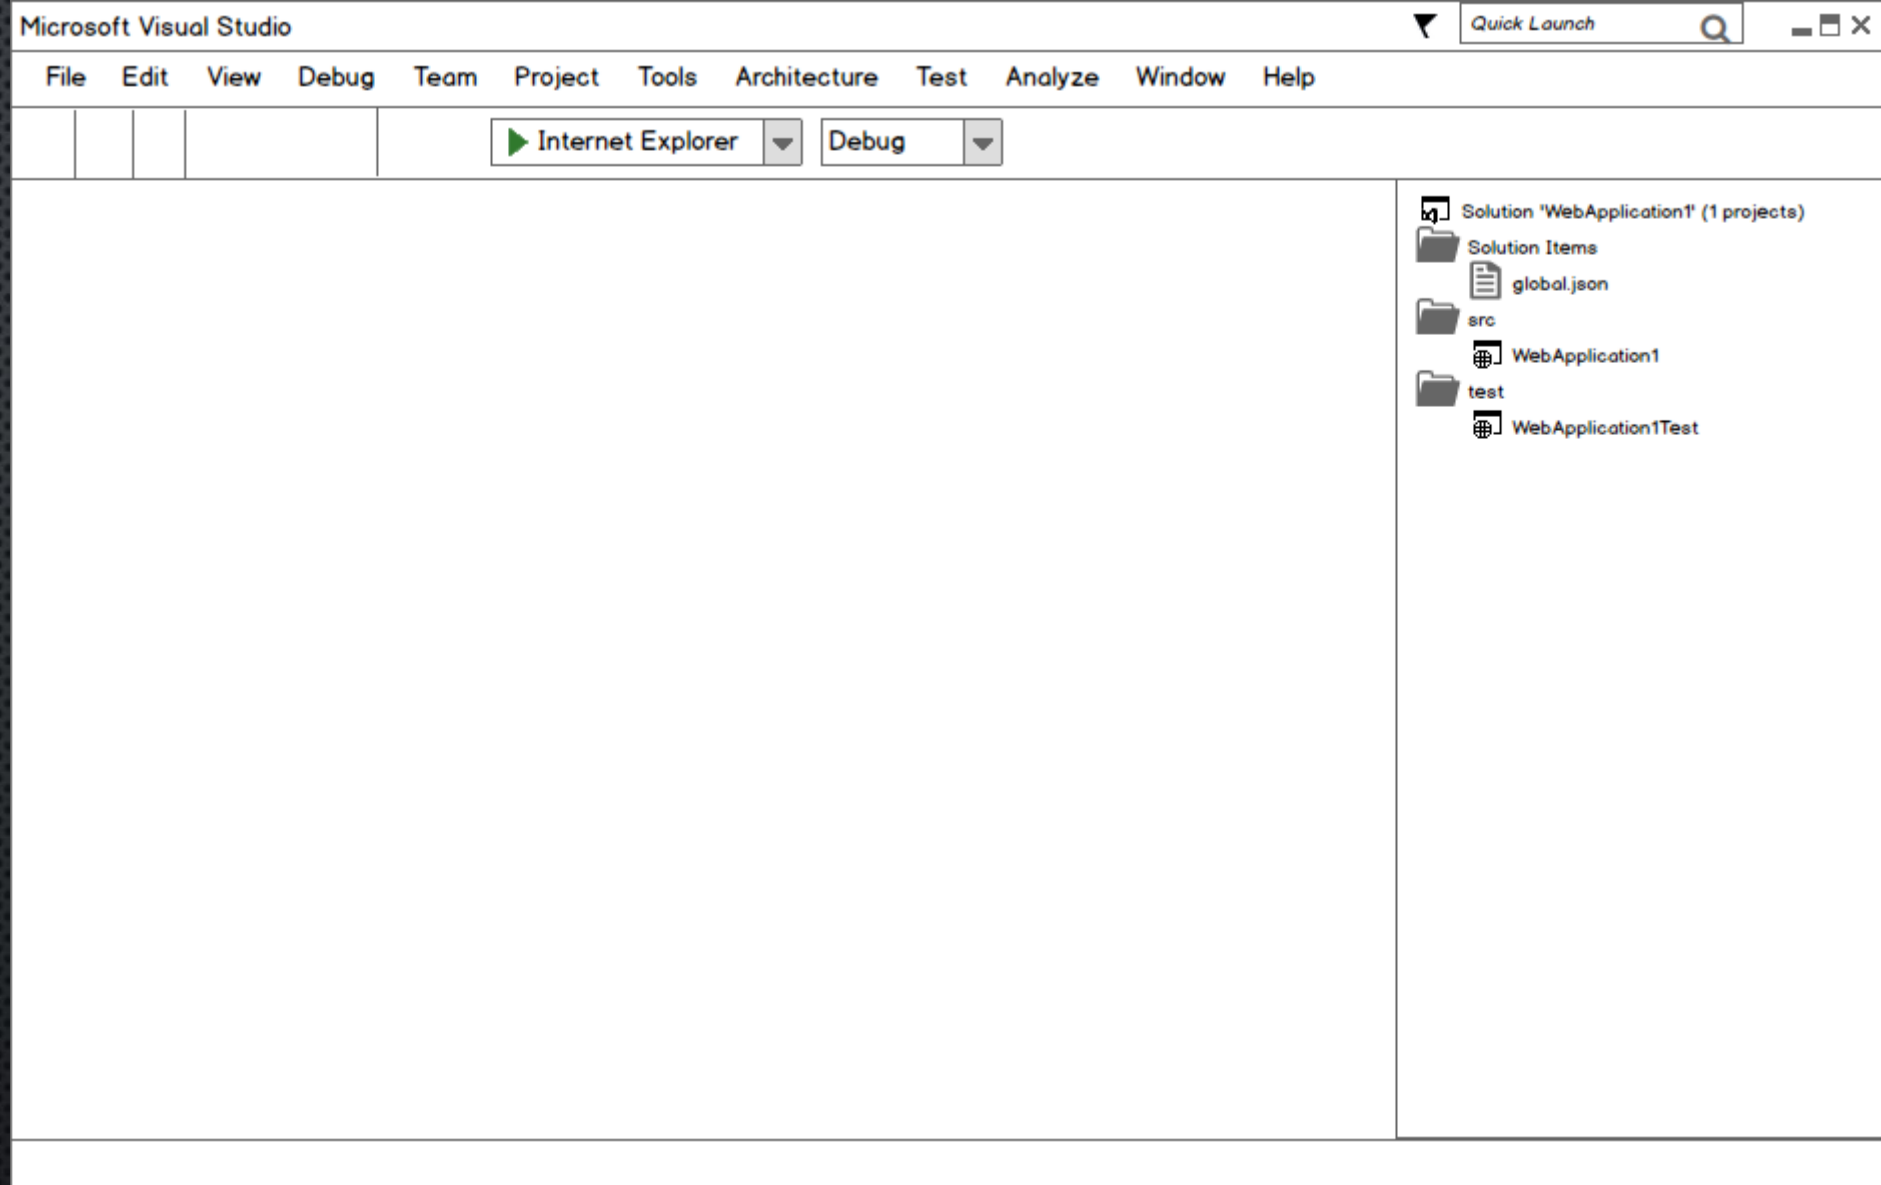 Microsoft Visual Studio Quick Launch
File Edit View Debug Team Project Tools Architecture Test Analyze Window Help
Internet Explorer Debug
Solution 'WebApplication1' (1 projects)
Solution Items
global.json
src
WebApplication1
test
WebApplication1Test